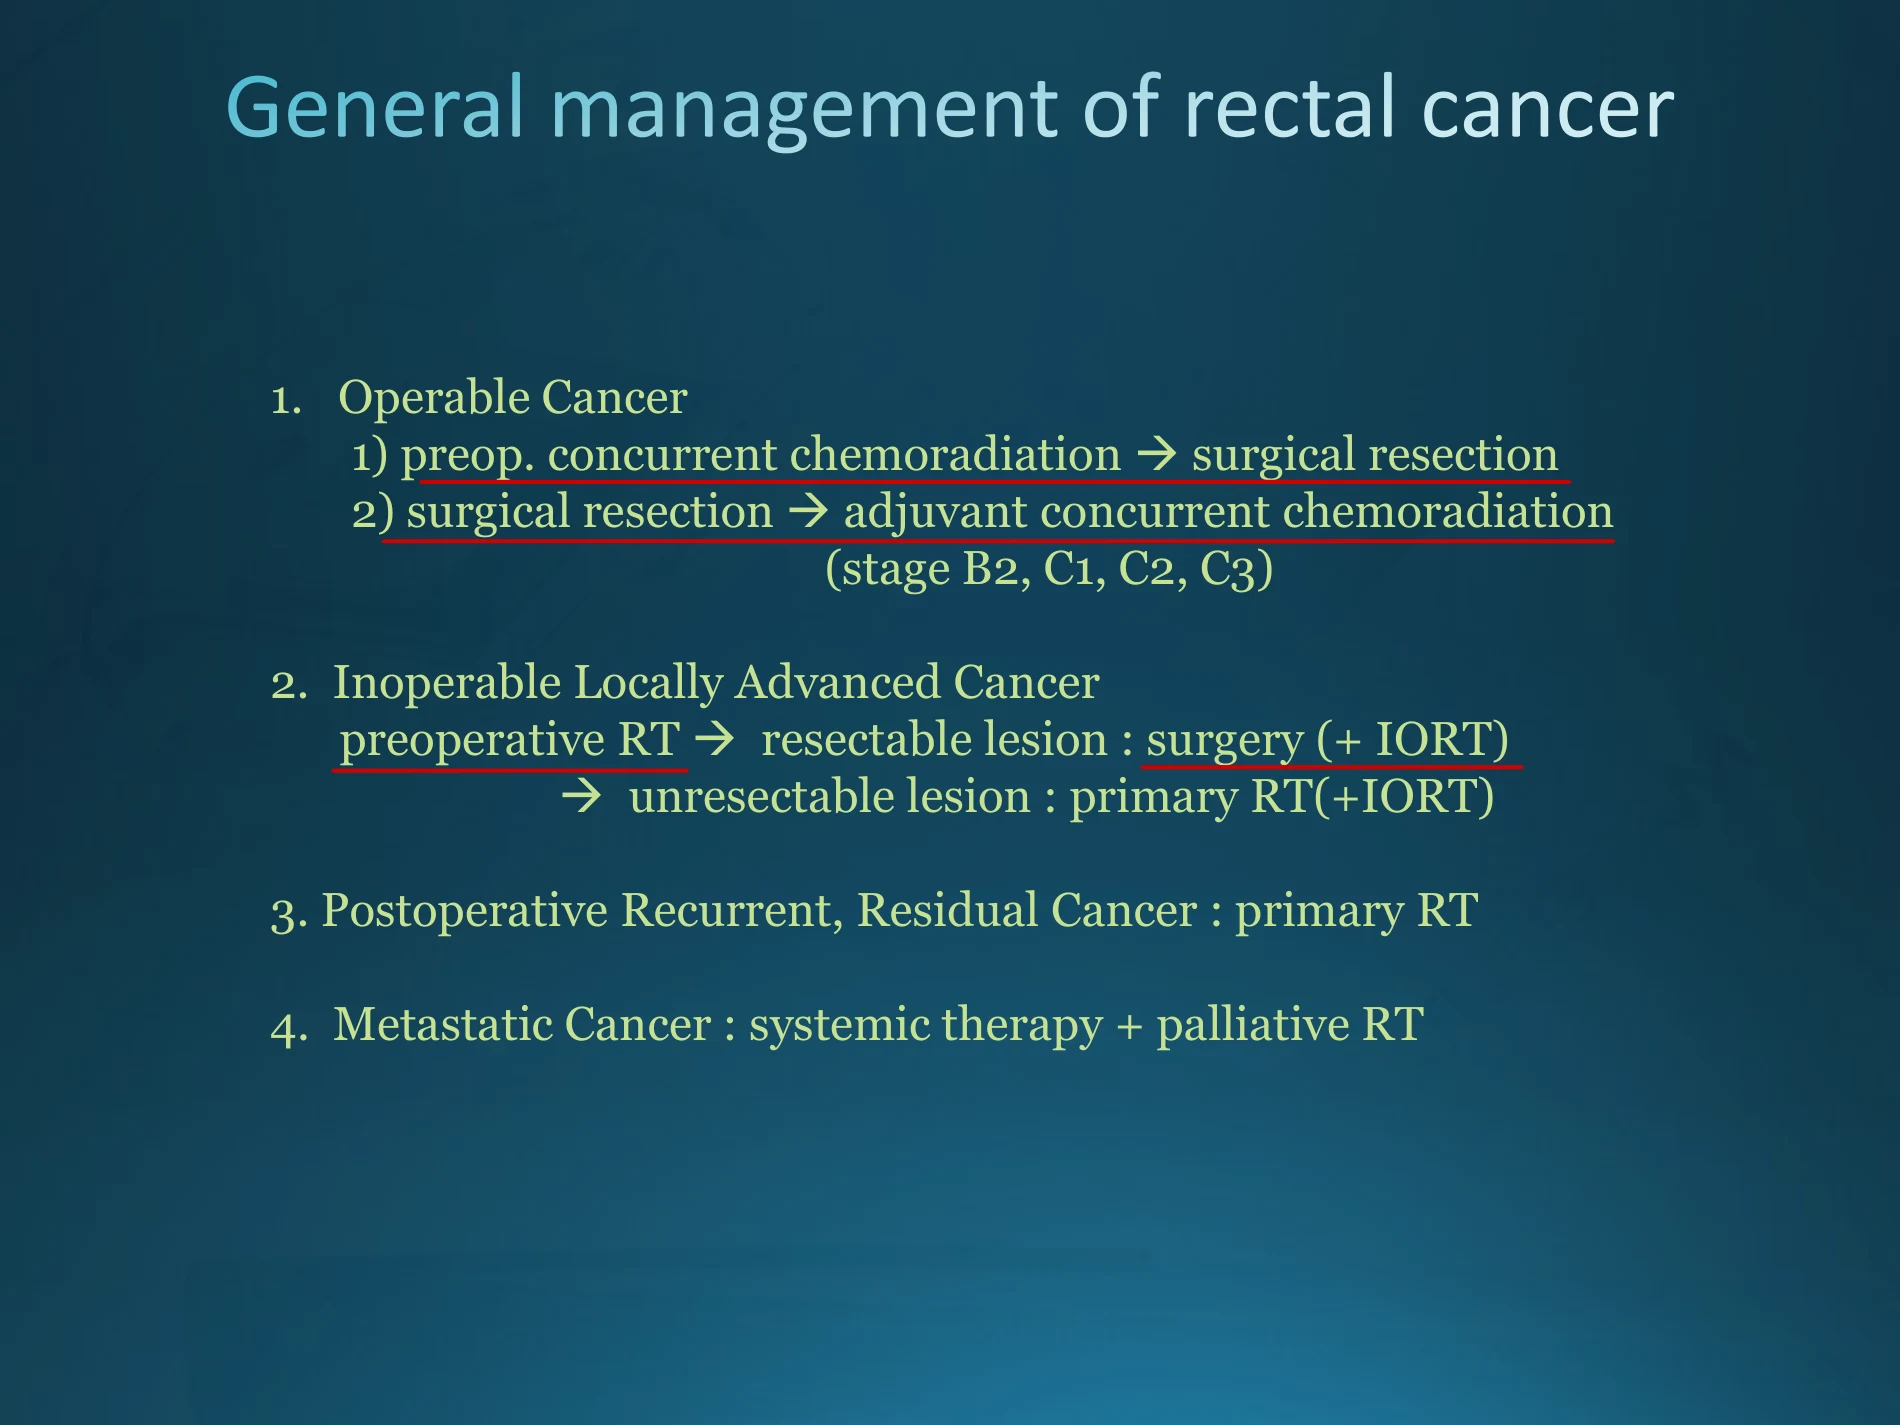 General management of rectal cancer
1. Operable Cancer
1) preop. concurrent chemoradiation → surgical resection
2) surgical resection → adjuvant concurrent chemoradiation
(stage B2, C1, C2, C3)
2. Inoperable Locally Advanced Cancer
preoperative RT → resectable lesion : surgery (+ IORT)
→ unresectable lesion : primary RT(+IORT)
3. Postoperative Recurrent, Residual Cancer : primary RT
4. Metastatic Cancer : systemic therapy + palliative RT